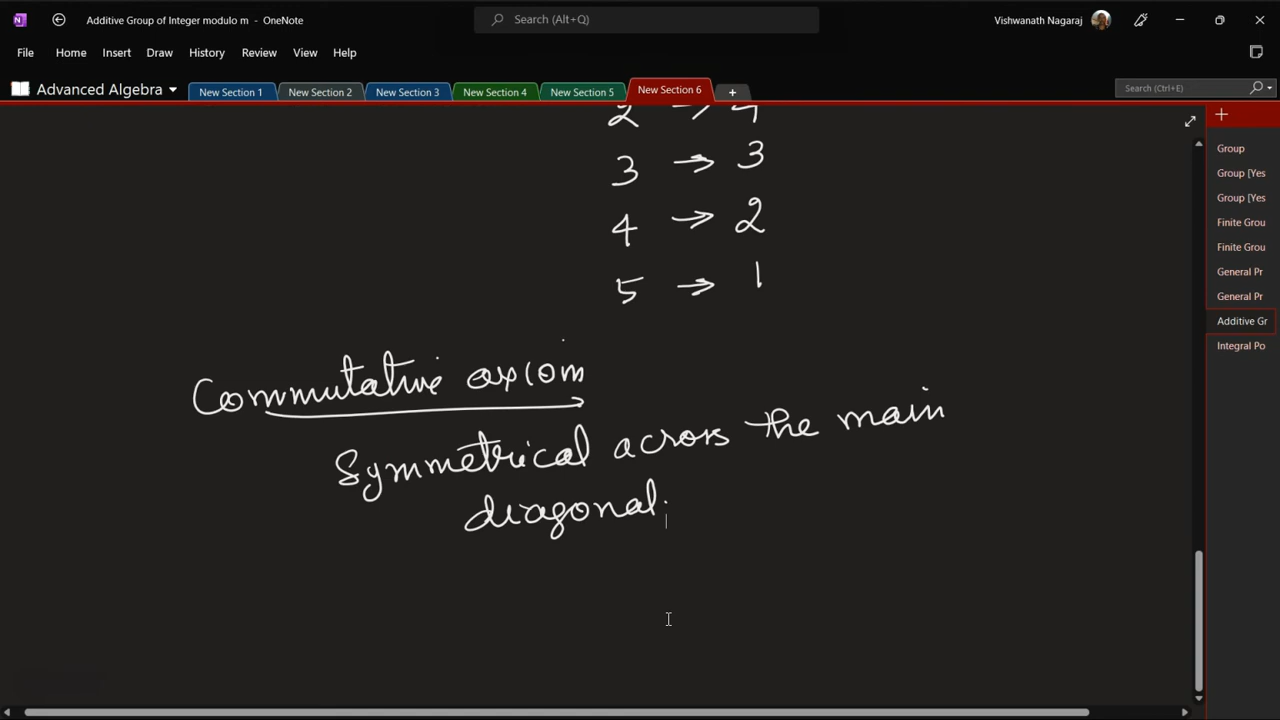 Additive Group of Integer modulo m - OneNote
Search (Alt+Q)
Vishwanath Nagaraj
File Home Insert Draw History Review View Help
Advanced Algebra
New Section 1 New Section 2 New Section 3 New Section 4 New Section 5 New Section 6 +
Search (Ctrl+E)
2 → 4
3 → 3
4 → 2
5 → 1
Commutative axiom
Symmetrical across the main
diagonal.
Group
Group [Yes
Group [Yes
Finite Grou
Finite Grou
General Pr
General Pr
Additive Gr
Integral Po